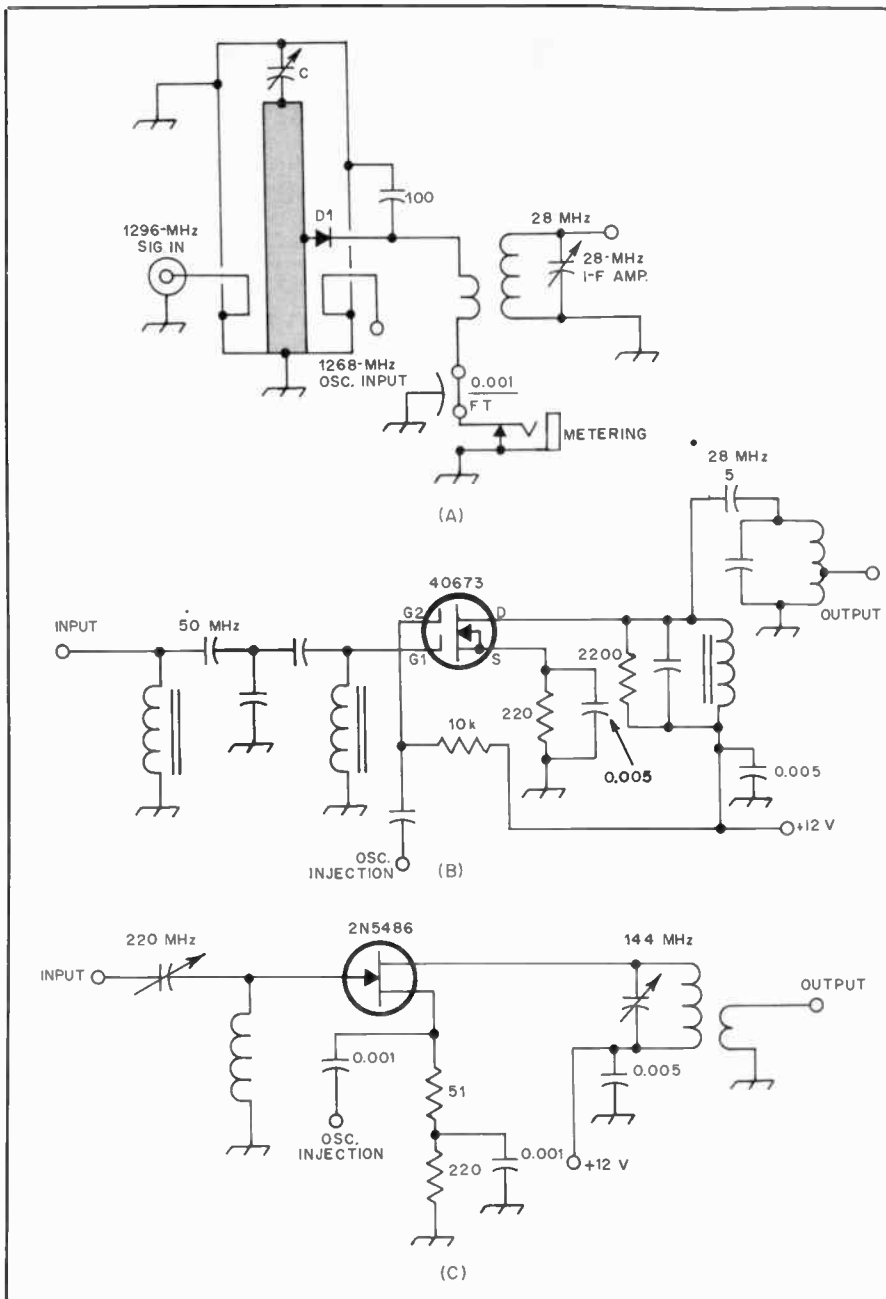 C
100
D1
1296-MHz
SIG IN
28 MHz
28-MHz
I-F AMP.
1268-MHz
OSC. INPUT
0.001
FT
METERING
(A)
28 MHz
5
40673
INPUT
50 MHz
G2
D
G1
S
OUTPUT
2200
220
10k
0.005
0.005
+12 V
OSC.
INJECTION
(B)
2N5486
220 MHz
144 MHz
INPUT
OUTPUT
0.001
0.005
51
OSC.
INJECTION
0.001
+12 V
220
(C)